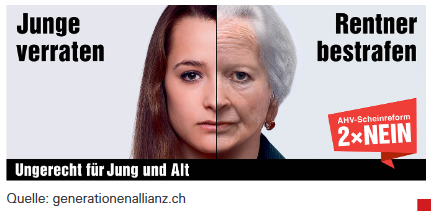 Junge
verraten
Rentner
bestrafen
AHV-Scheinreform
2×NEIN
Ungerecht für Jung und Alt
Quelle: generationenallianz.ch